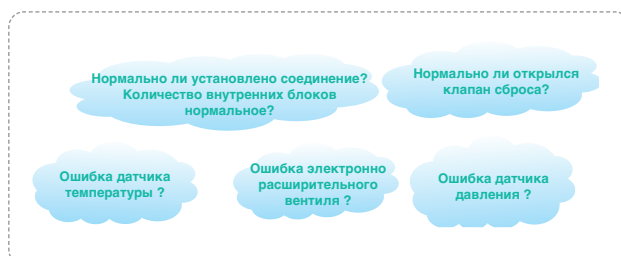 Нормально ли установлено соединение?
Количество внутренних блоков
нормальное?
Нормально ли открылся
клапан сброса?
Ошибка датчика
температуры ?
Ошибка электронно
расширительного
вентиля ?
Ошибка датчика
давления ?